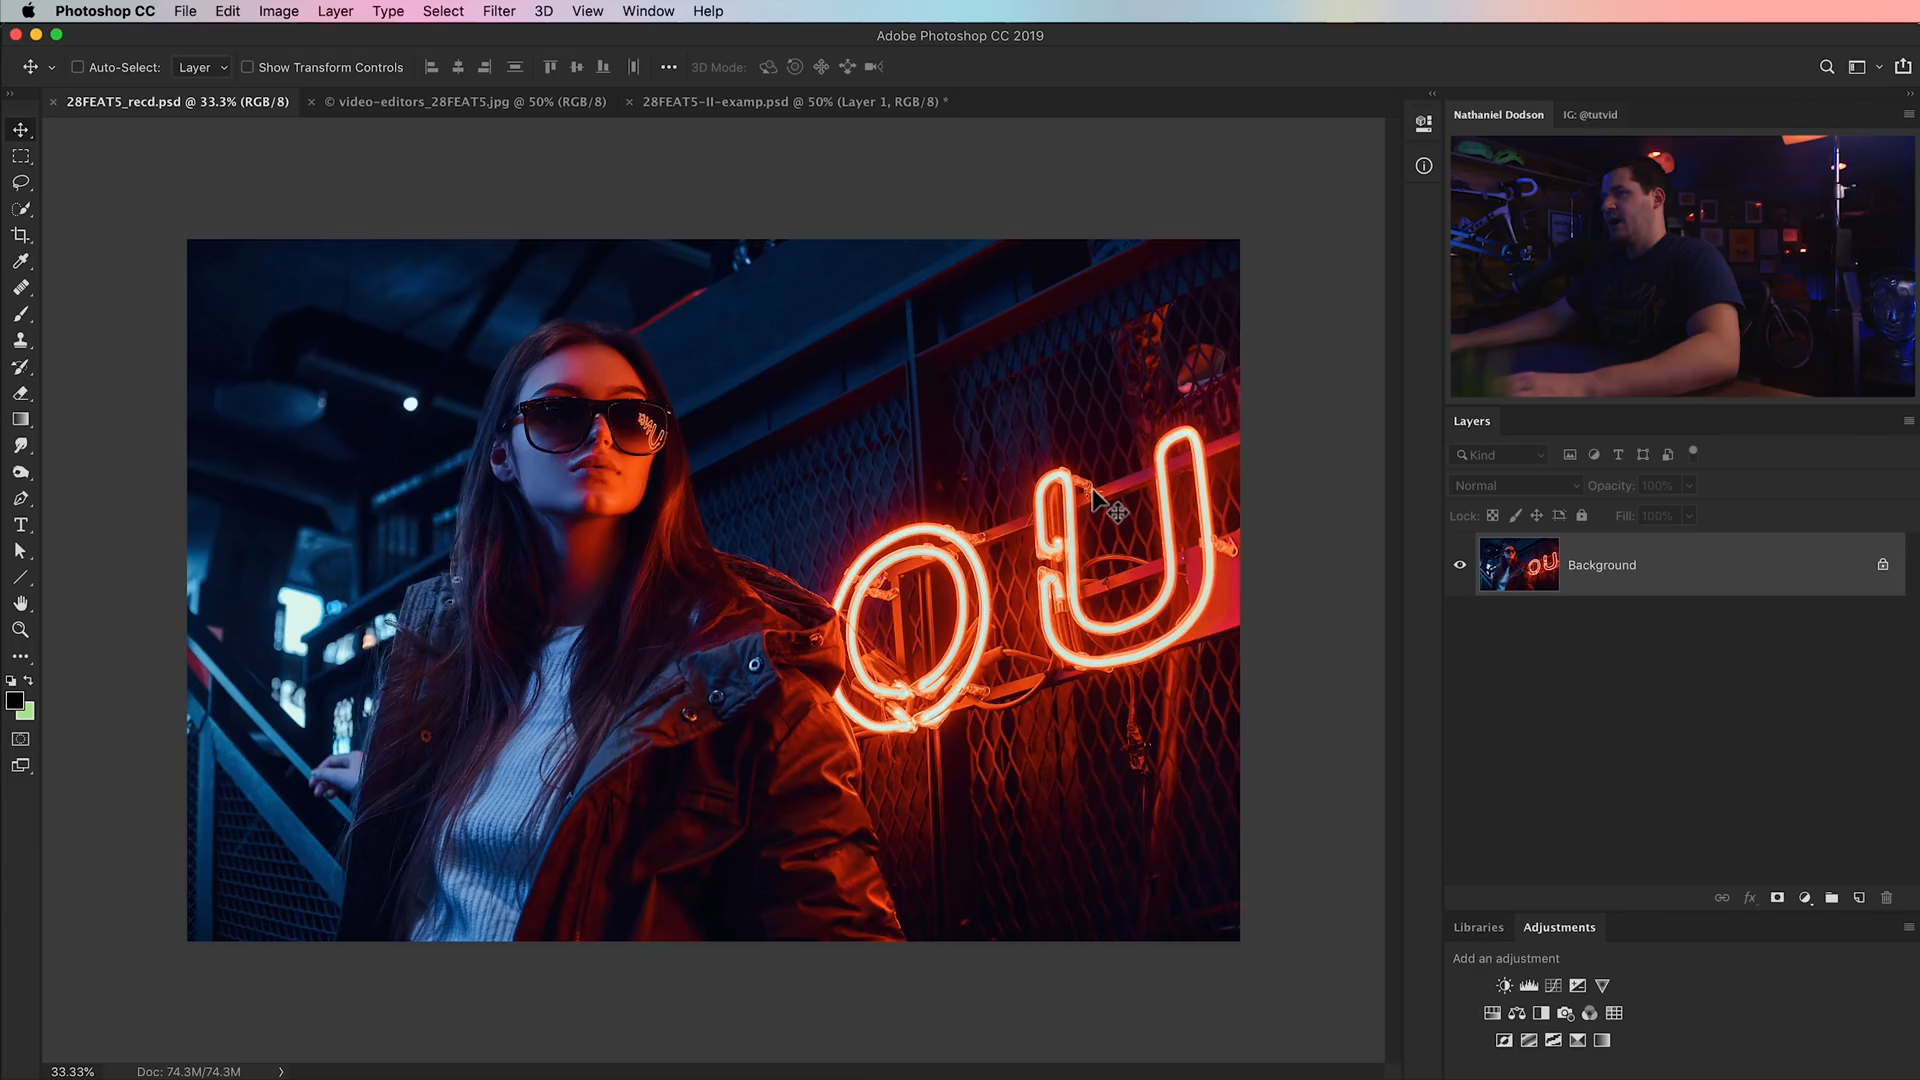 Photoshop CC File Edit Image Layer Type Select Filter 3D View Window Help
Adobe Photoshop CC 2019
Auto-Select: Layer Show Transform Controls 3D Mode:
28FEAT5_recd.psd @ 33.3% (RGB/8) © video-editors_28FEAT5.jpg @ 50% (RGB/8) 28FEAT5-II-examp.psd @ 50% (Layer 1, RGB/8) *
Nathaniel Dodson IG: @tutvid
OU
Layers
Kind
Normal Opacity: 100%
Lock: Fill: 100%
Background
Libraries Adjustments
Add an adjustment
33.33% Doc: 74.3M/74.3M